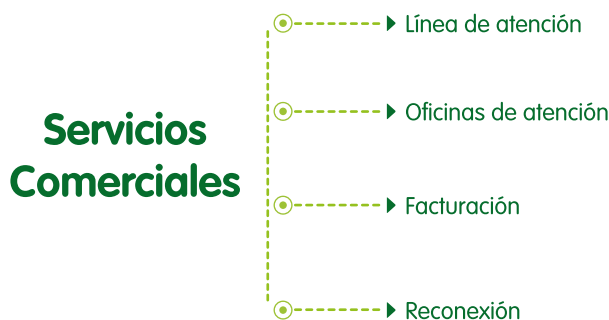 Servicios
Comerciales
Línea de atención
Oficinas de atención
Facturación
Reconexión